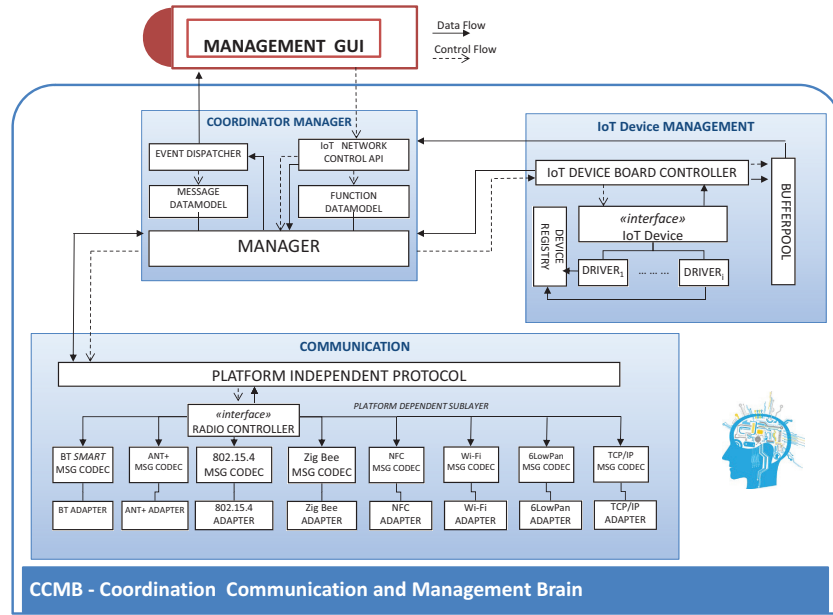 MANAGEMENT GUI
Data Flow
Control Flow
COORDINATOR MANAGER
EVENT DISPATCHER
IoT NETWORK
CONTROL API
MESSAGE
DATAMODEL
FUNCTION
DATAMODEL
MANAGER
IoT Device MANAGEMENT
IoT DEVICE BOARD CONTROLLER
«interface»
IoT Device
DEVICE
REGISTRY
DRIVER1
... ... ...
DRIVERi
BUFFERPOOL
COMMUNICATION
PLATFORM INDEPENDENT PROTOCOL
«interface»
RADIO CONTROLLER
PLATFORM DEPENDENT SUBLAYER
BT SMART
MSG CODEC
ANT+
MSG CODEC
802.15.4
MSG CODEC
Zig Bee
MSG CODEC
NFC
MSG CODEC
Wi-Fi
MSG CODEC
6LowPan
MSG CODEC
TCP/IP
MSG CODEC
BT ADAPTER
ANT+ ADAPTER
802.15.4
ADAPTER
Zig Bee
ADAPTER
NFC
ADAPTER
Wi-Fi
ADAPTER
6LowPan
ADAPTER
TCP/IP
ADAPTER
CCMB - Coordination Communication and Management Brain